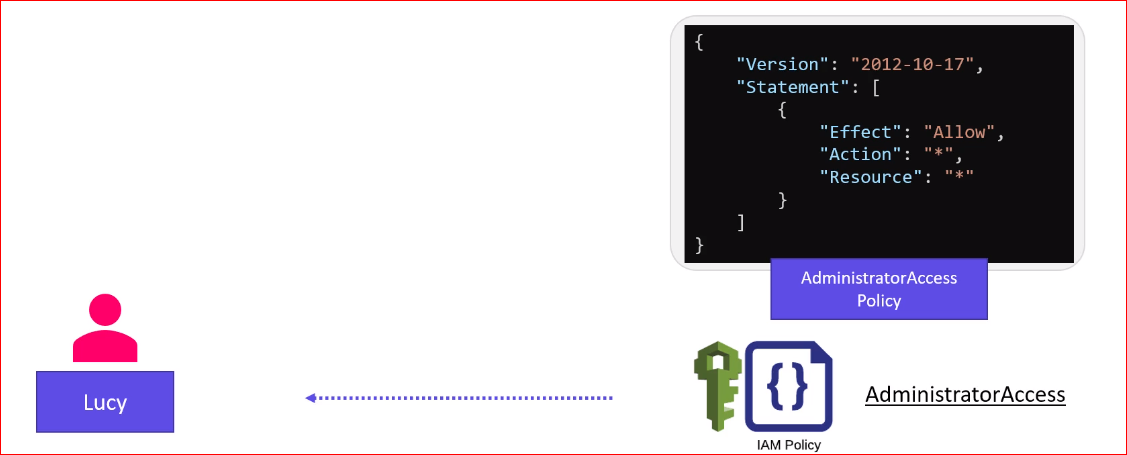 {
"Version": "2012-10-17",
"Statement": [
{
"Effect": "Allow",
"Action": "*",
"Resource": "*"
}
]
}
AdministratorAccess
Policy
Lucy
{ }
AdministratorAccess
IAM Policy